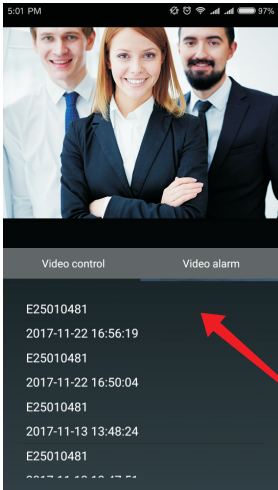 5:01 PM 97%
Video control Video alarm
E25010481
2017-11-22 16:56:19
E25010481
2017-11-22 16:50:04
E25010481
2017-11-13 13:48:24
E25010481